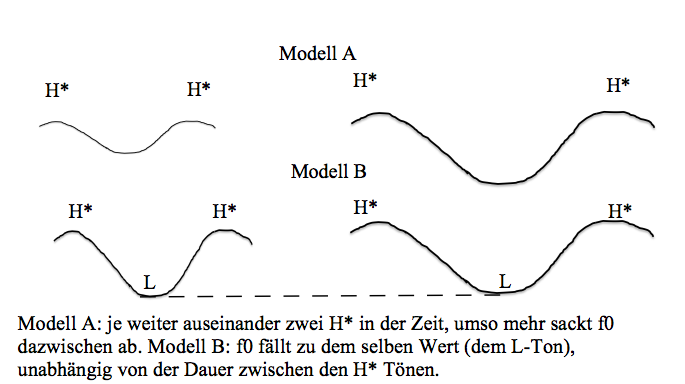 Modell A
H* H* H* H*
Modell B
H* H* H* H*
L L
Modell A: je weiter auseinander zwei H* in der Zeit, umso mehr sackt f0
dazwischen ab. Modell B: f0 fällt zu dem selben Wert (dem L-Ton),
unabhängig von der Dauer zwischen den H* Tönen.